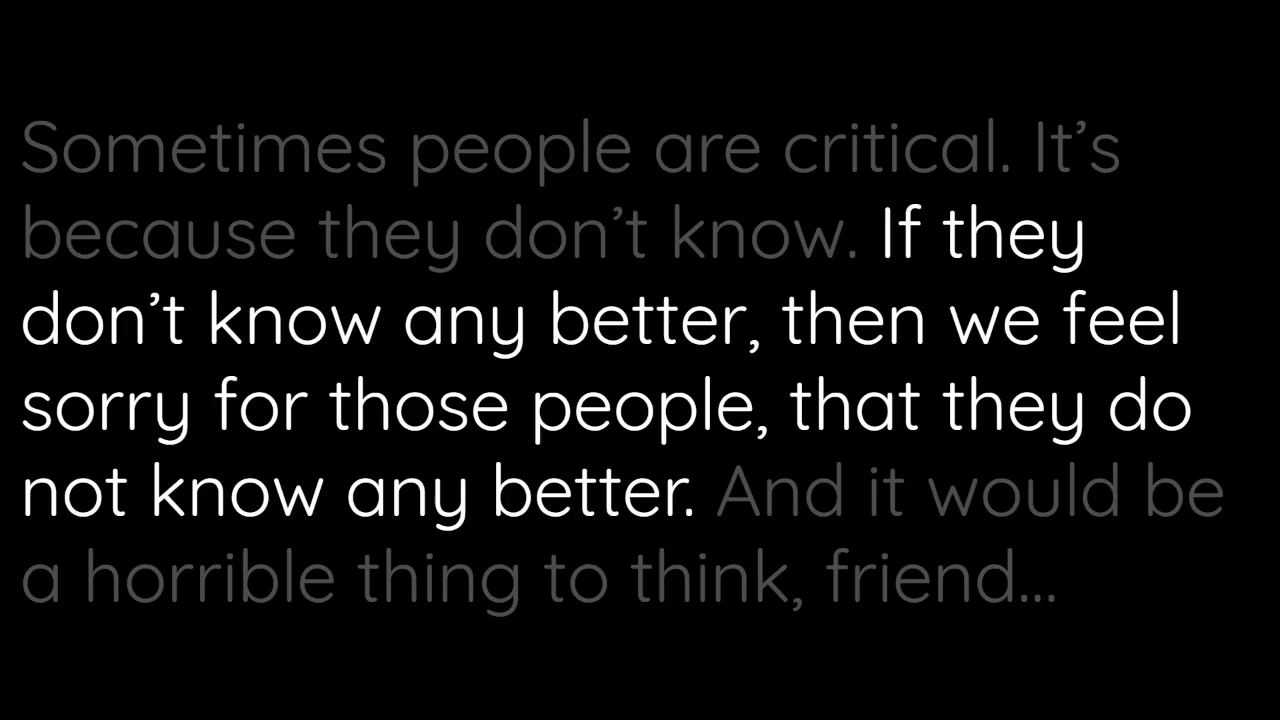 Sometimes people are critical. It’s
because they don’t know. If they
don’t know any better, then we feel
sorry for those people, that they do
not know any better. And it would be
a horrible thing to think, friend...